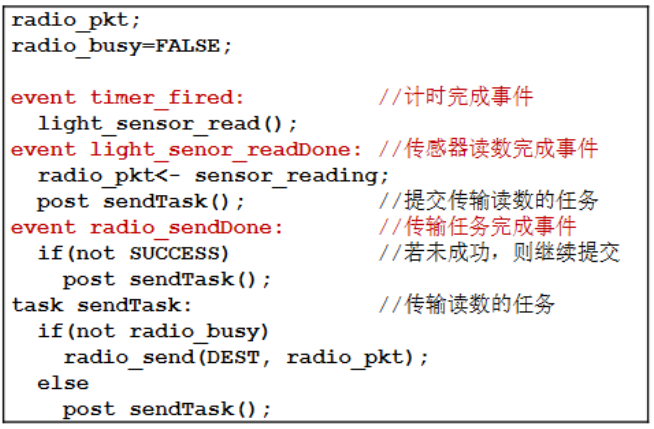 radio_pkt;
radio_busy=FALSE;
event timer_fired: //计时完成事件
light_sensor_read();
event light_senor_readDone: //传感器读数完成事件
radio_pkt<- sensor_reading;
post sendTask(); //提交传输读数的任务
event radio_sendDone: //传输任务完成事件
if(not SUCCESS) //若未成功，则继续提交
post sendTask();
task sendTask: //传输读数的任务
if(not radio_busy)
radio_send(DEST, radio_pkt);
else
post sendTask();